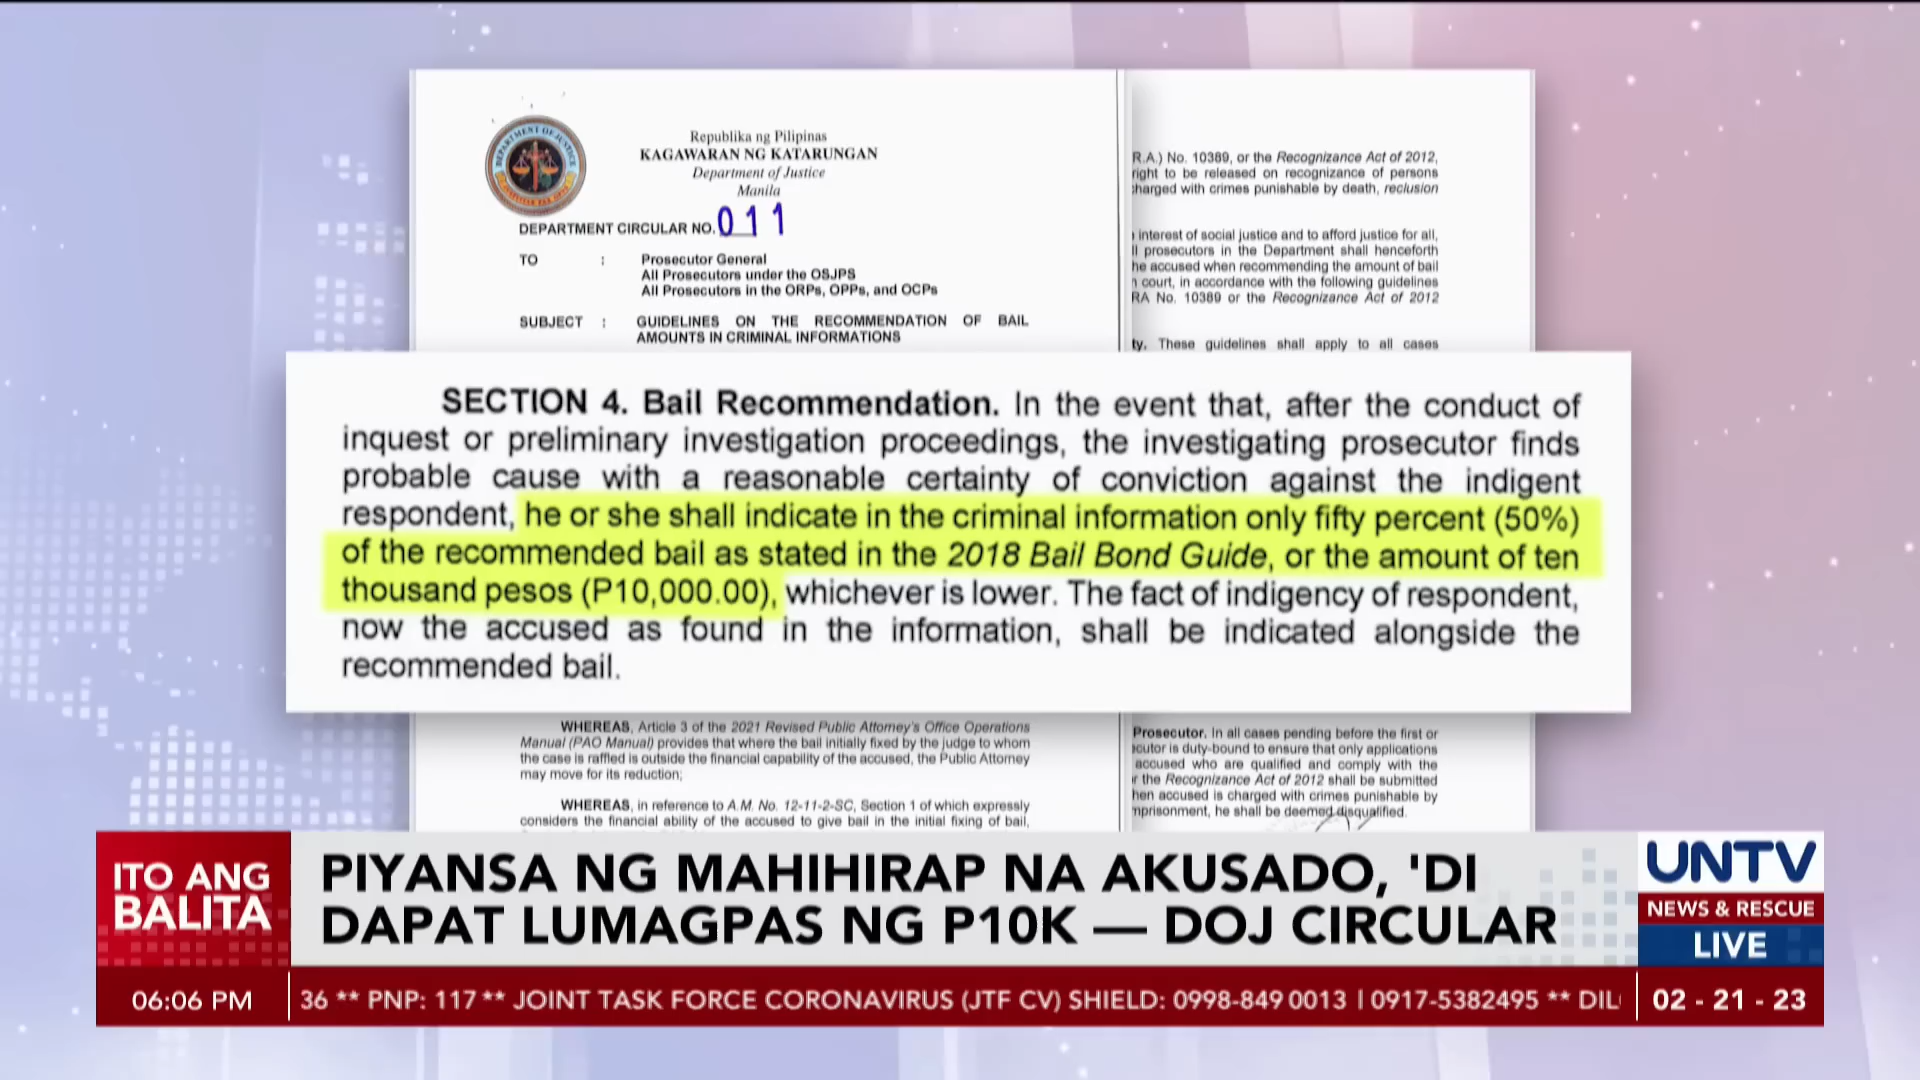 DEPARTMENT OF JUSTICE
Republika ng Pilipinas
KAGAWARAN NG KATARUNGAN
Department of Justice
Manila
DEPARTMENT CIRCULAR NO. 011
TO : Prosecutor General
All Prosecutors under the OSJPS
All Prosecutors in the ORPs, OPPs, and OCPs
SUBJECT : GUIDELINES ON THE RECOMMENDATION OF BAIL
AMOUNTS IN CRIMINAL INFORMATIONS
R.A.) No. 10389, or the Recognizance Act of 2012,
right to be released on recognizance of persons
charged with crimes punishable by death, reclusion
interest of social justice and to afford justice for all,
prosecutors in the Department shall henceforth
he accused when recommending the amount of bail
court, in accordance with the following guidelines
RA No. 10389 or the Recognizance Act of 2012
ty. These guidelines shall apply to all cases
SECTION 4. Bail Recommendation. In the event that, after the conduct of
inquest or preliminary investigation proceedings, the investigating prosecutor finds
probable cause with a reasonable certainty of conviction against the indigent
respondent, he or she shall indicate in the criminal information only fifty percent (50%)
of the recommended bail as stated in the 2018 Bail Bond Guide, or the amount of ten
thousand pesos (P10,000.00), whichever is lower. The fact of indigency of respondent,
now the accused as found in the information, shall be indicated alongside the
recommended bail.
WHEREAS, Article 3 of the 2021 Revised Public Attorney's Office Operations
Manual (PAO Manual) provides that where the bail initially fixed by the judge to whom
the case is raffled is outside the financial capability of the accused, the Public Attorney
may move for its reduction;
WHEREAS, in reference to A.M. No. 12-11-2-SC, Section 1 of which expressly
considers the financial ability of the accused to give bail in the initial fixing of bail,
Prosecutor. In all cases pending before the first or
cutor is duty-bound to ensure that only applications
accused who are qualified and comply with the
r the Recognizance Act of 2012 shall be submitted
hen accused is charged with crimes punishable by
mprisonment, he shall be deemed disqualified.
ITO ANG
BALITA
PIYANSA NG MAHIHIRAP NA AKUSADO, 'DI
DAPAT LUMAGPAS NG P10K — DOJ CIRCULAR
UNTV
NEWS & RESCUE
LIVE
06:06 PM
36 ** PNP: 117 ** JOINT TASK FORCE CORONAVIRUS (JTF CV) SHIELD: 0998-849 0013 | 0917-5382495 ** DIL
02 - 21 - 23